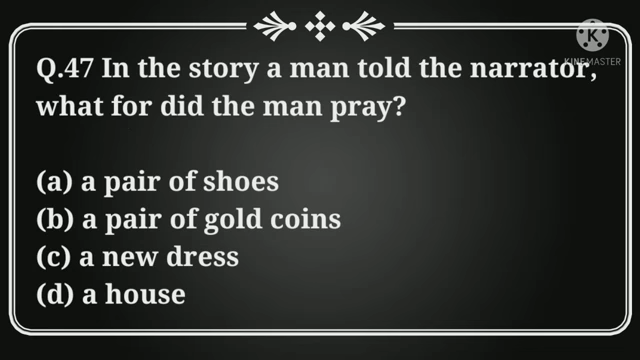 K
KINEMASTER
Q.47 In the story a man told the narrator,
what for did the man pray?
(a) a pair of shoes
(b) a pair of gold coins
(c) a new dress
(d) a house